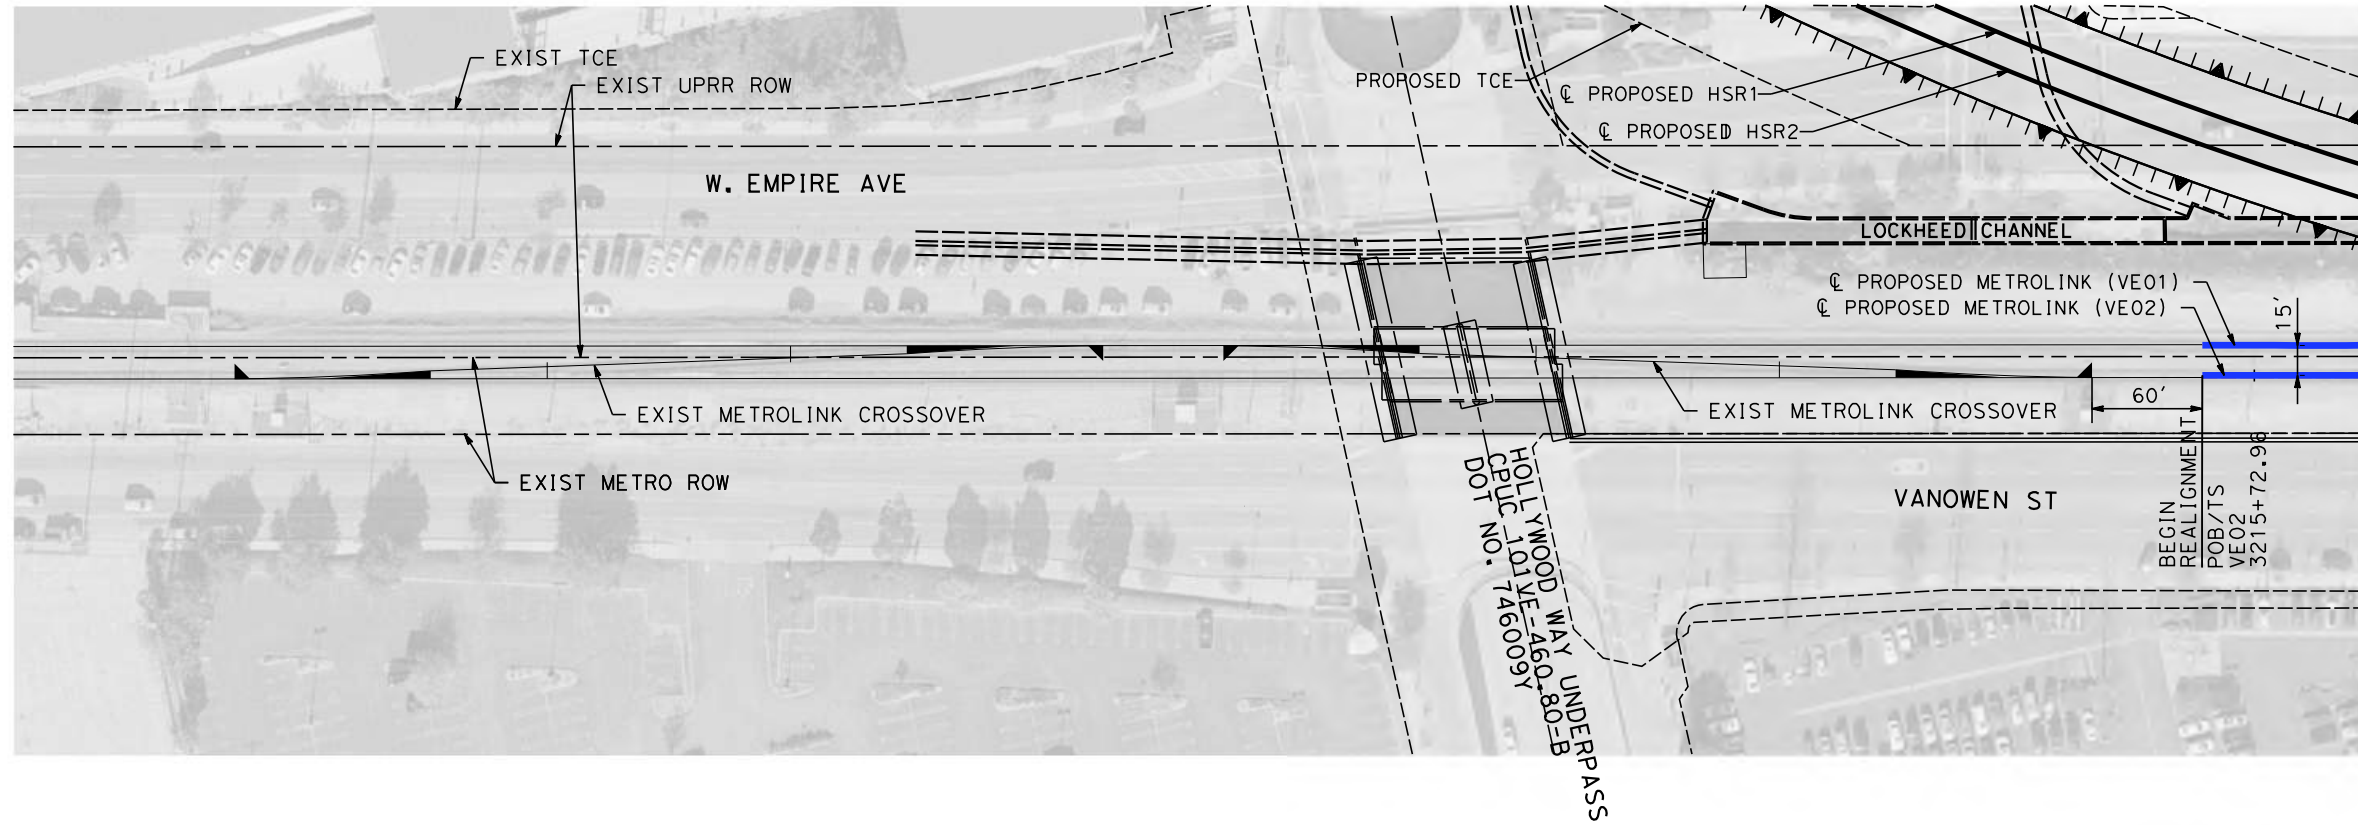 EXIST TCE
EXIST UPRR ROW
W. EMPIRE AVE
PROPOSED TCE
℄ PROPOSED HSR1
℄ PROPOSED HSR2
LOCKHEED CHANNEL
℄ PROPOSED METROLINK (VE01)
℄ PROPOSED METROLINK (VE02)
15'
60'
EXIST METROLINK CROSSOVER
EXIST METROLINK CROSSOVER
EXIST METRO ROW
VANOWEN ST
HOLLYWOOD WAY UNDERPASS
CPUC 101VE-460.80-B
DOT NO. 746009Y
BEGIN
REALIGNMENT
POB/TS
VE02
3215+72.96